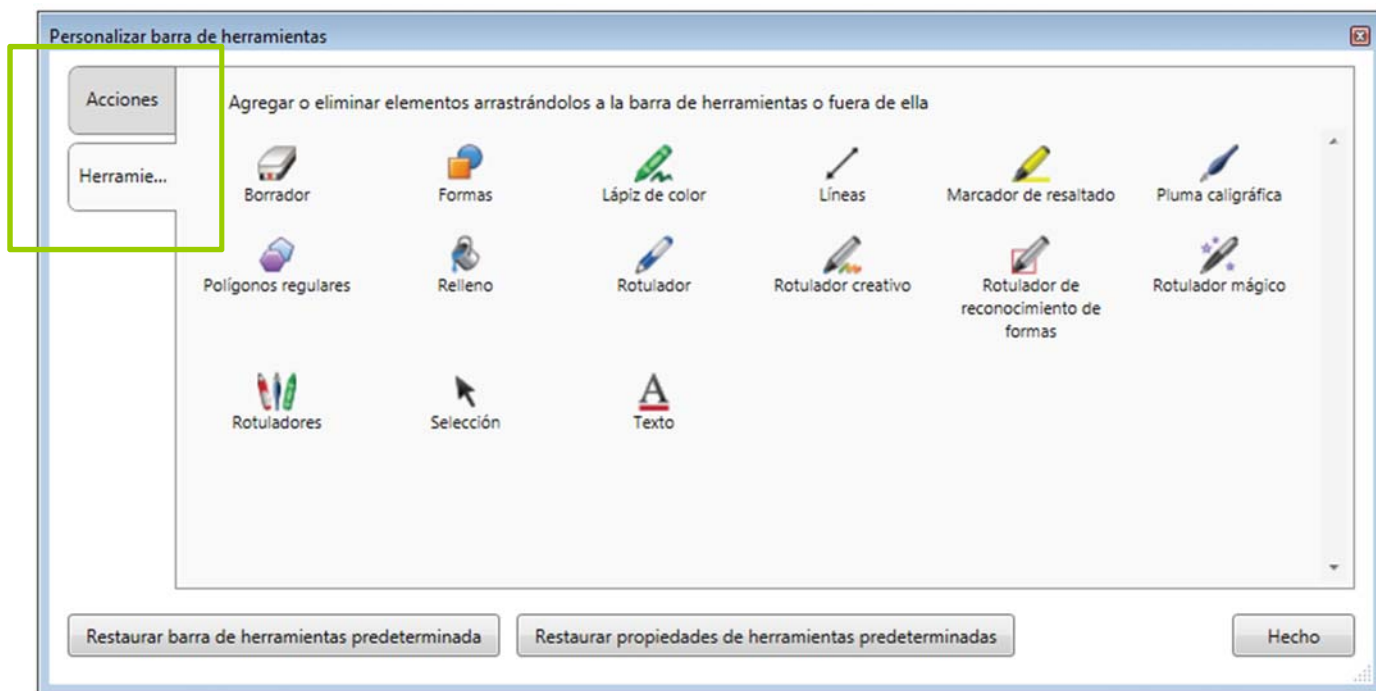 Personalizar barra de herramientas
Acciones
Herramie...
Agregar o eliminar elementos arrastrándolos a la barra de herramientas o fuera de ella
Borrador
Formas
Lápiz de color
Líneas
Marcador de resaltado
Pluma caligráfica
Polígonos regulares
Relleno
Rotulador
Rotulador creativo
Rotulador de
reconocimiento de
formas
Rotulador mágico
Rotuladores
Selección
Texto
Restaurar barra de herramientas predeterminada
Restaurar propiedades de herramientas predeterminadas
Hecho